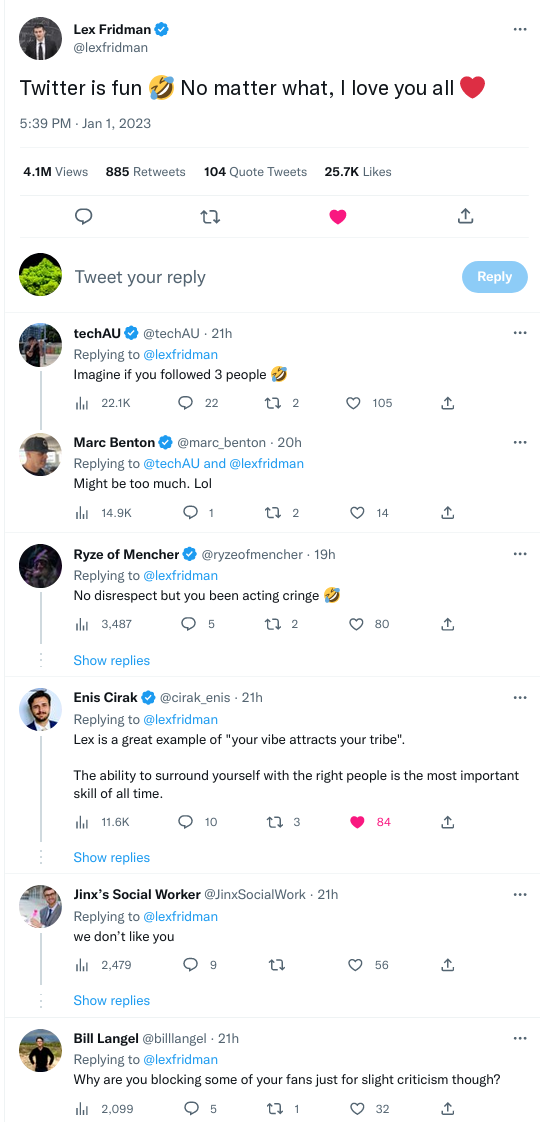 Lex Fridman
@lexfridman
Twitter is fun 🤣 No matter what, I love you all ❤️
5:39 PM · Jan 1, 2023
4.1M Views 885 Retweets 104 Quote Tweets 25.7K Likes
Tweet your reply
Reply
techAU @techAU · 21h
Replying to @lexfridman
Imagine if you followed 3 people 🤣
22.1K 22 2 105
Marc Benton @marc_benton · 20h
Replying to @techAU and @lexfridman
Might be too much. Lol
14.9K 1 2 14
Ryze of Mencher @ryzeofmencher · 19h
Replying to @lexfridman
No disrespect but you been acting cringe 🤣
3,487 5 2 80
Show replies
Enis Cirak @cirak_enis · 21h
Replying to @lexfridman
Lex is a great example of "your vibe attracts your tribe".
The ability to surround yourself with the right people is the most important
skill of all time.
11.6K 10 3 84
Show replies
Jinx’s Social Worker @JinxSocialWork · 21h
Replying to @lexfridman
we don’t like you
2,479 9 56
Show replies
Bill Langel @billlangel · 21h
Replying to @lexfridman
Why are you blocking some of your fans just for slight criticism though?
2,099 5 1 32